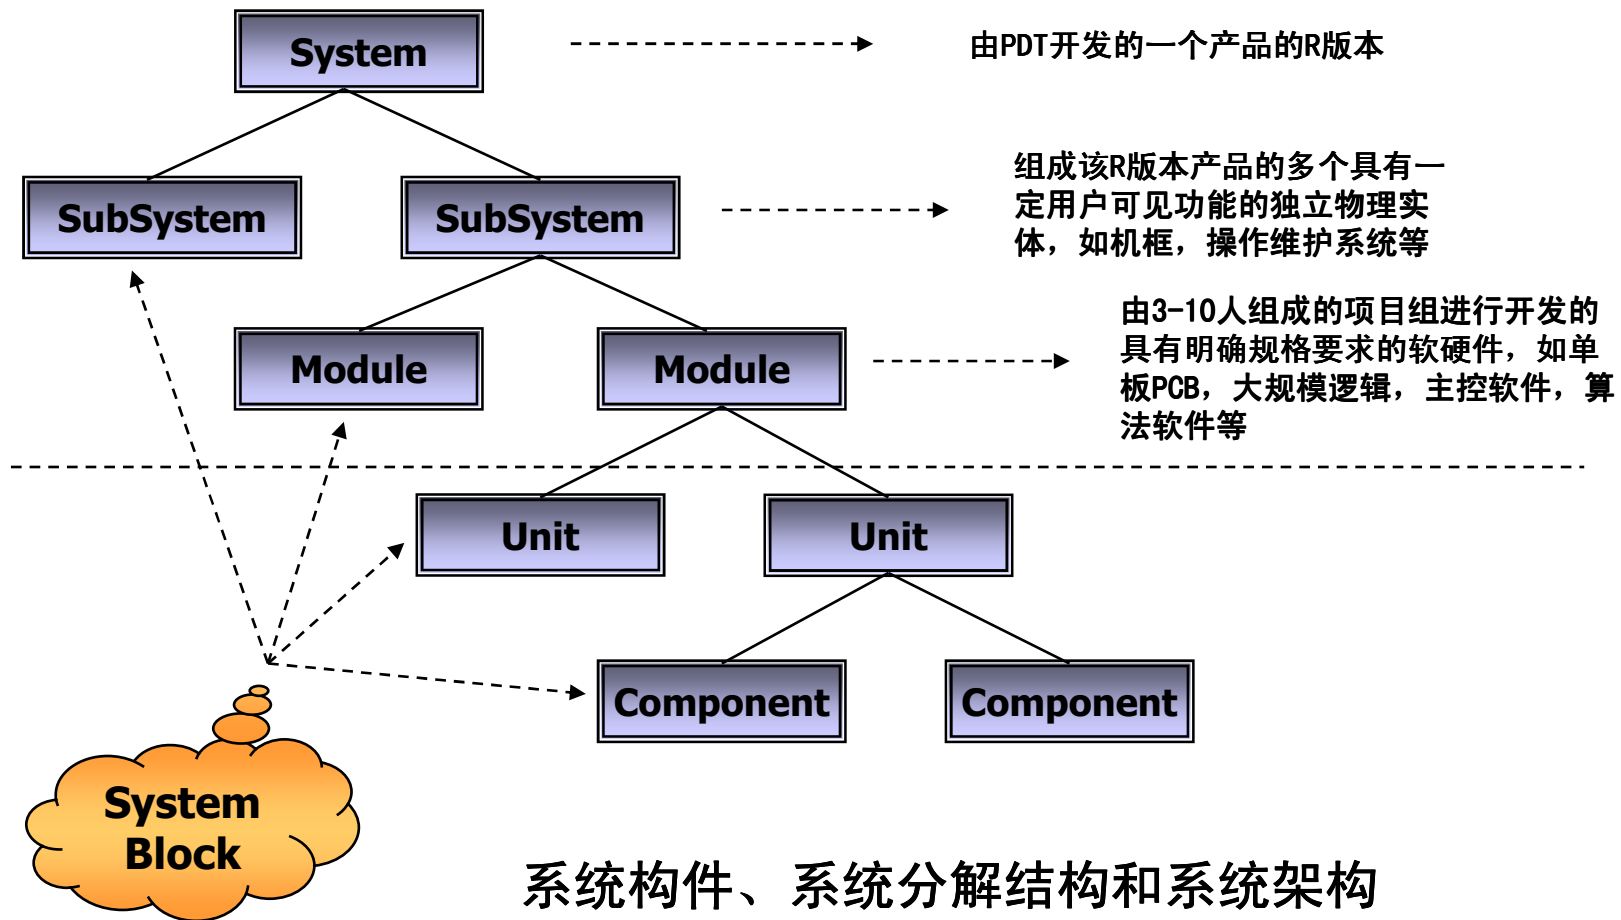 System
由PDT开发的一个产品的R版本
SubSystem
SubSystem
组成该R版本产品的多个具有一
定用户可见功能的独立物理实
体，如机框，操作维护系统等
Module
Module
由3-10人组成的项目组进行开发的
具有明确规格要求的软硬件，如单
板PCB，大规模逻辑，主控软件，算
法软件等
Unit
Unit
Component
Component
System
Block
系统构件、系统分解结构和系统架构